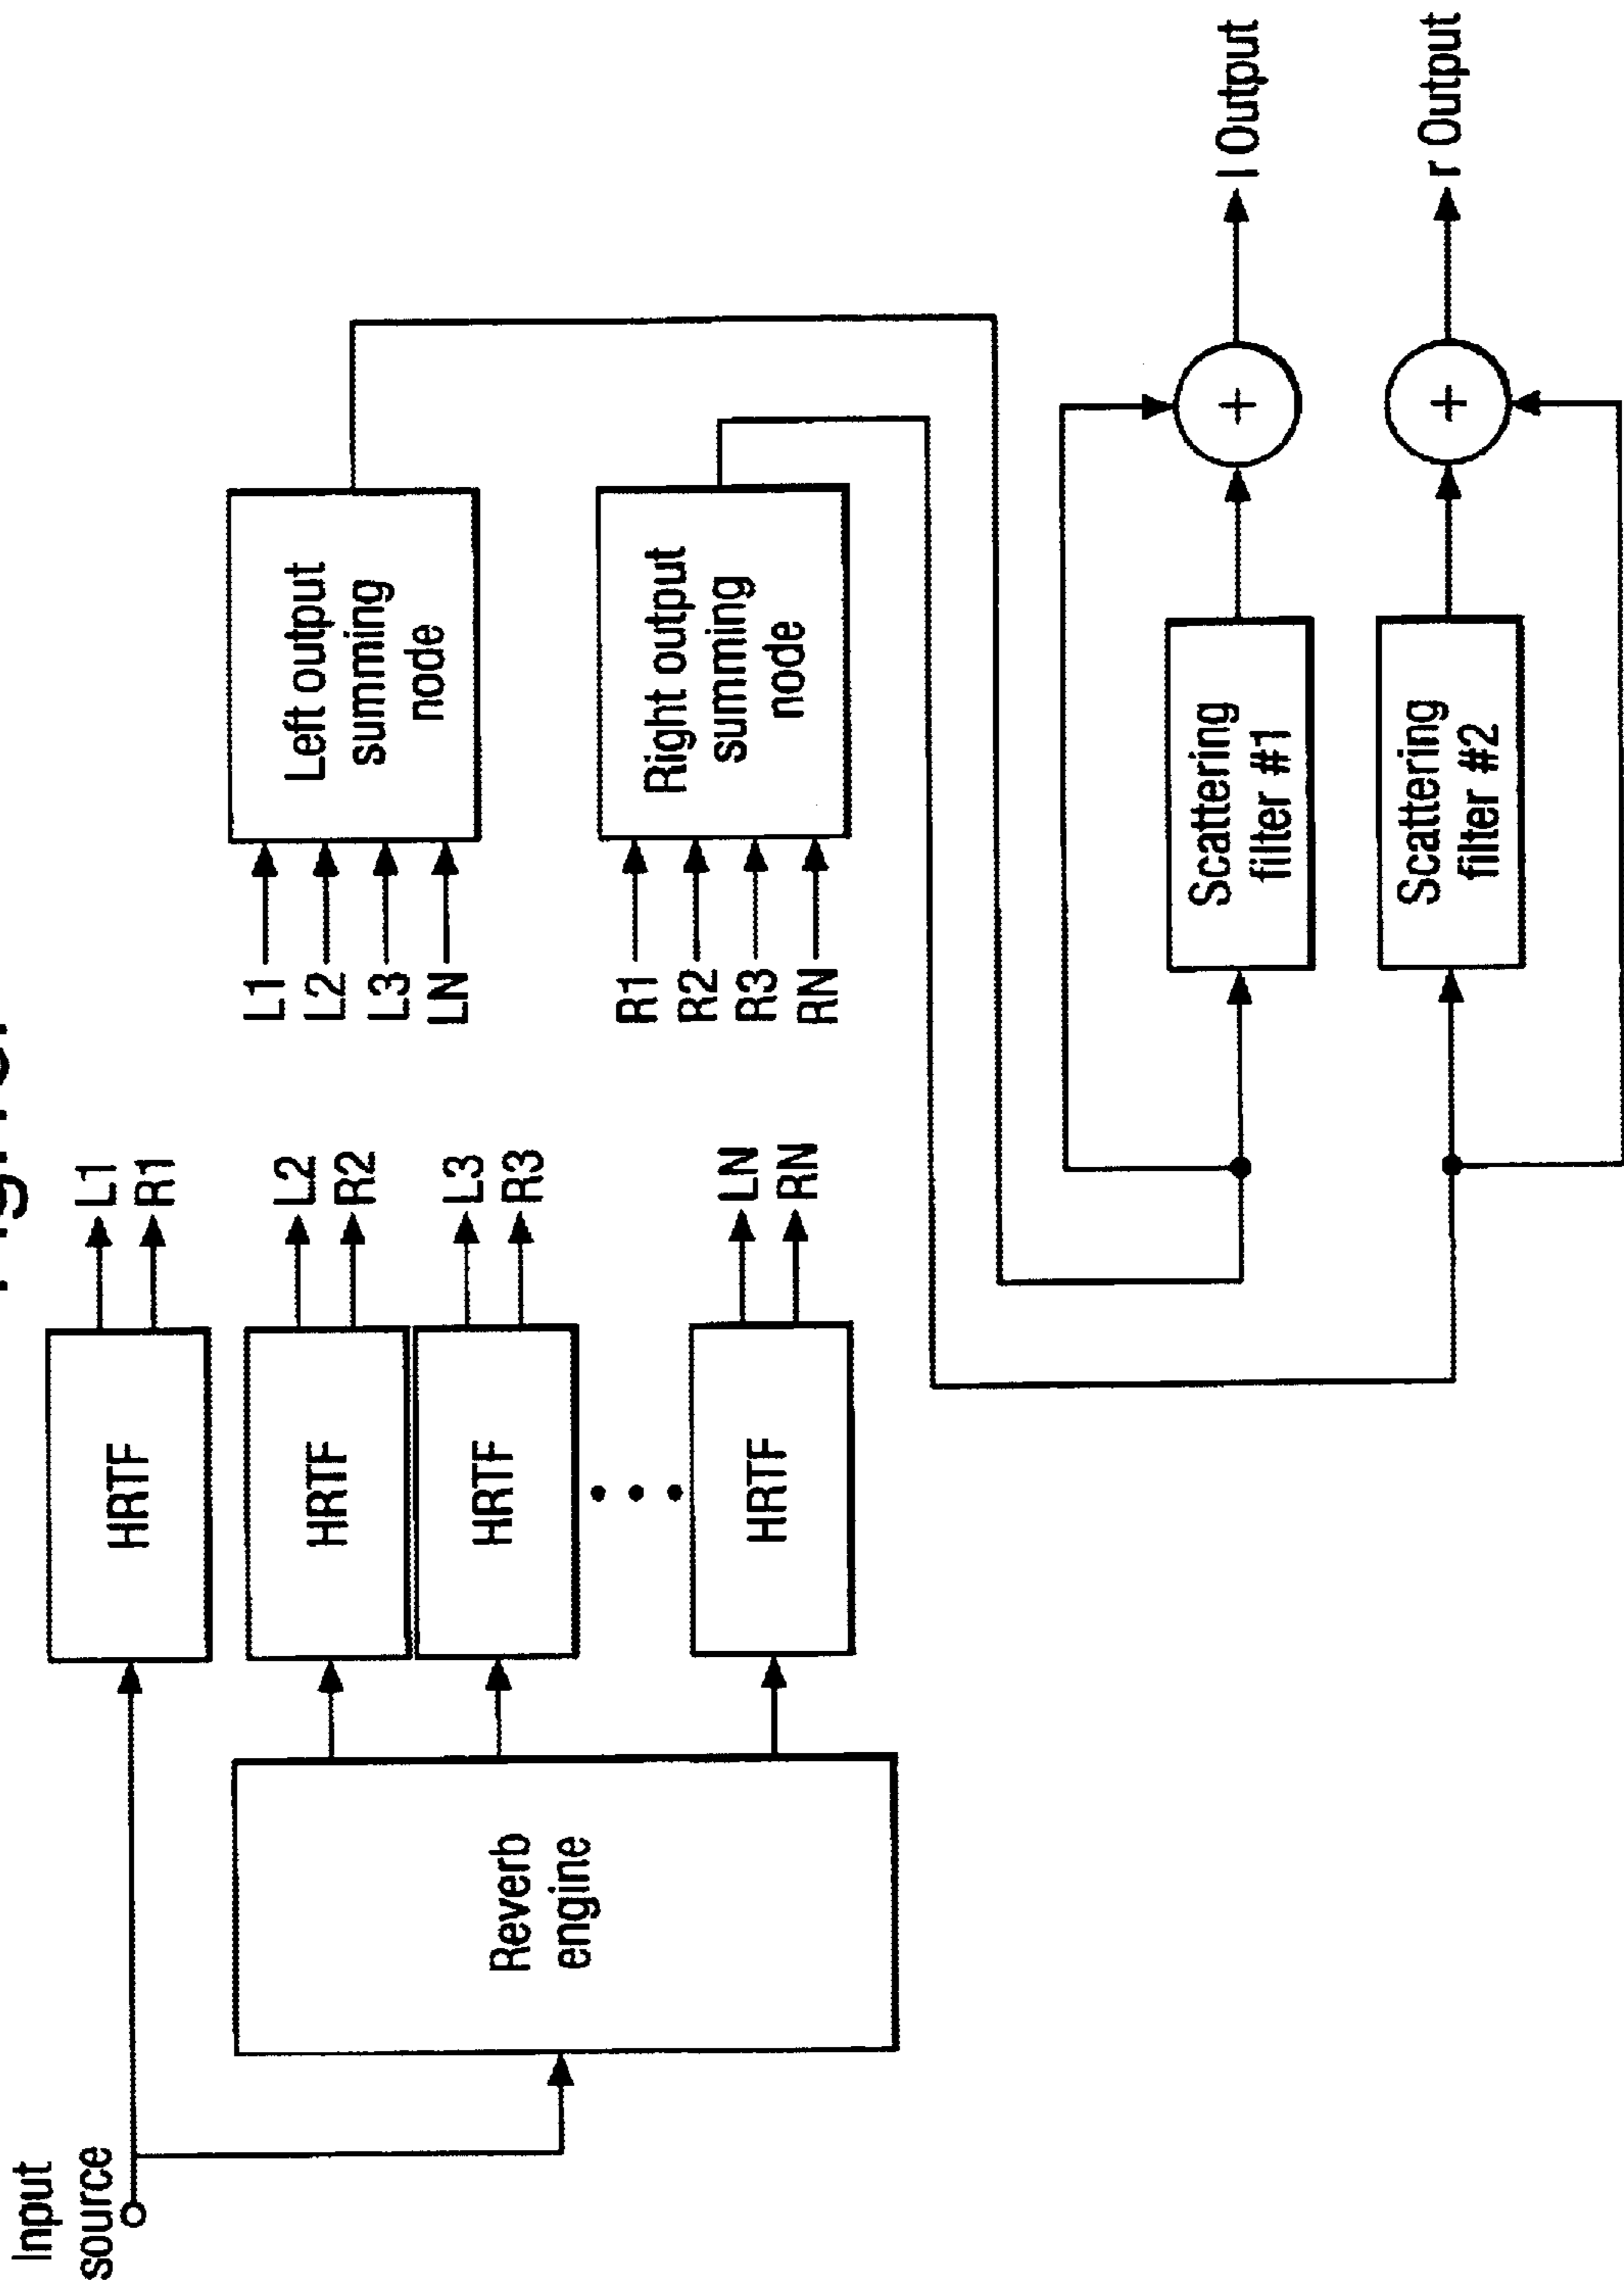 Input
source
Reverb
engine
HRTF
HRTF
HRTF
HRTF
L1
R1
L2
R2
L3
R3
LN
RN
L1
L2
L3
LN
Left output
summing
node
R1
R2
R3
RN
Right output
summing
node
Scattering
filter #1
Scattering
filter #2
+
+
l Output
r Output